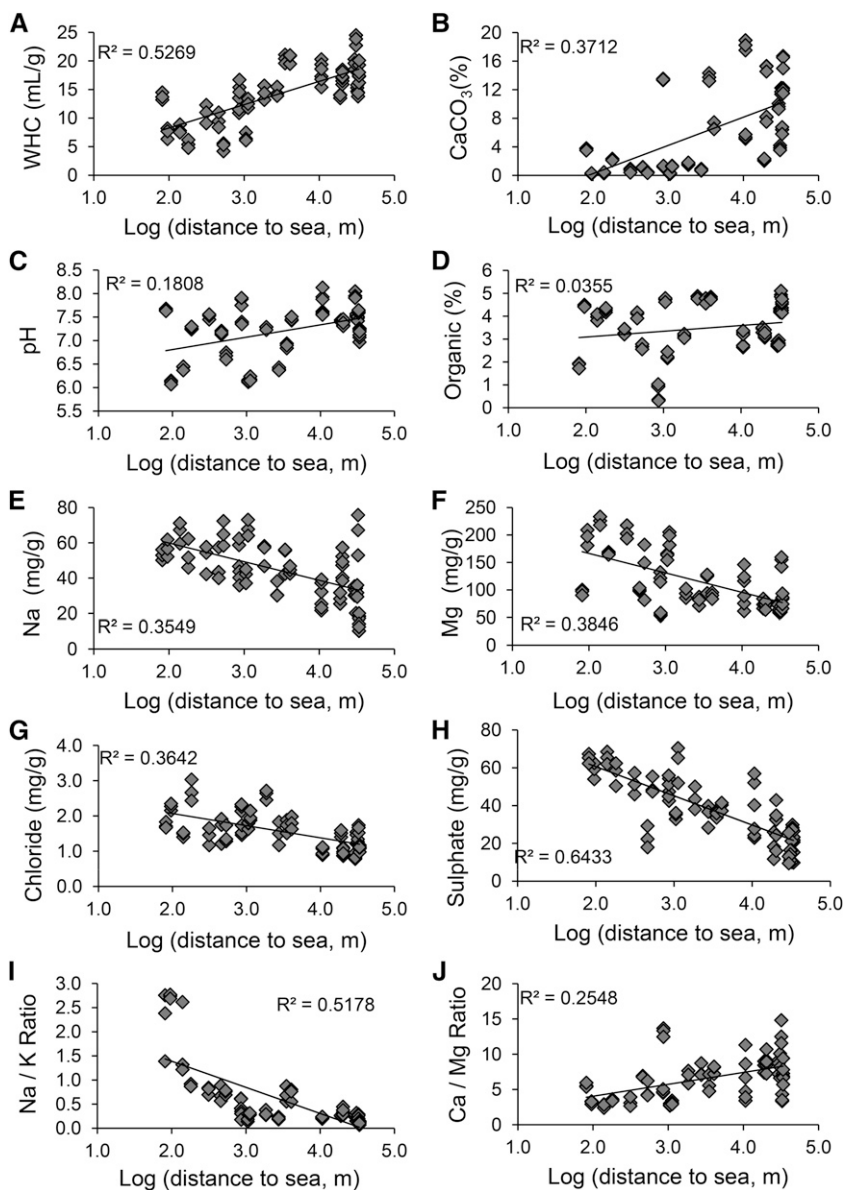 A
R² = 0.5269
WHC (mL/g)
25
20
15
10
5
0
1.0 2.0 3.0 4.0 5.0
Log (distance to sea, m)
B
R² = 0.3712
CaCO₃(%)
20
16
12
8
4
0
1.0 2.0 3.0 4.0 5.0
Log (distance to sea, m)
C
R² = 0.1808
pH
8.5
8.0
7.5
7.0
6.5
6.0
5.5
1.0 2.0 3.0 4.0 5.0
Log (distance to sea, m)
D
R² = 0.0355
Organic (%)
6
5
4
3
2
1
0
1.0 2.0 3.0 4.0 5.0
Log (distance to sea, m)
E
Na (mg/g)
80
60
40
20
0
R² = 0.3549
1.0 2.0 3.0 4.0 5.0
Log (distance to sea, m)
F
Mg (mg/g)
250
200
150
100
50
0
R² = 0.3846
1.0 2.0 3.0 4.0 5.0
Log (distance to sea, m)
G
R² = 0.3642
Chloride (mg/g)
4.0
3.0
2.0
1.0
0.0
1.0 2.0 3.0 4.0 5.0
Log (distance to sea, m)
H
Sulphate (mg/g)
80
60
40
20
0
R² = 0.6433
1.0 2.0 3.0 4.0 5.0
Log (distance to sea, m)
I
R² = 0.5178
Na / K Ratio
3.0
2.5
2.0
1.5
1.0
0.5
0.0
1.0 2.0 3.0 4.0 5.0
Log (distance to sea, m)
J
R² = 0.2548
Ca / Mg Ratio
20
15
10
5
0
1.0 2.0 3.0 4.0 5.0
Log (distance to sea, m)